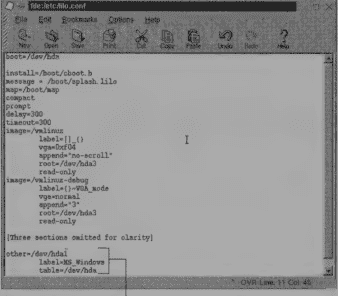 file:/etc/lilo.conf
File Edit Bookmarks Options Help
New Open Save Print Cut Copy Paste Undo Redo Help
boot=/dev/hda
install=/boot/cboot.b
message = /boot/splash.lilo
map=/boot/map
compact
prompt
delay=300
timeout=300
image=/vmlinux
label=[]_()
vga=0xf04
append="no-scroll"
root=/dev/hda3
read-only
image=/vmlinux-debug
label=()-VGA_mode
vga=normal
append="3"
root=/dev/hda3
read-only
[Three sections omitted for clarity]
other=/dev/hda1
label=MS_Windows
table=/dev/hda
* OVR Line: 11 Col: 45